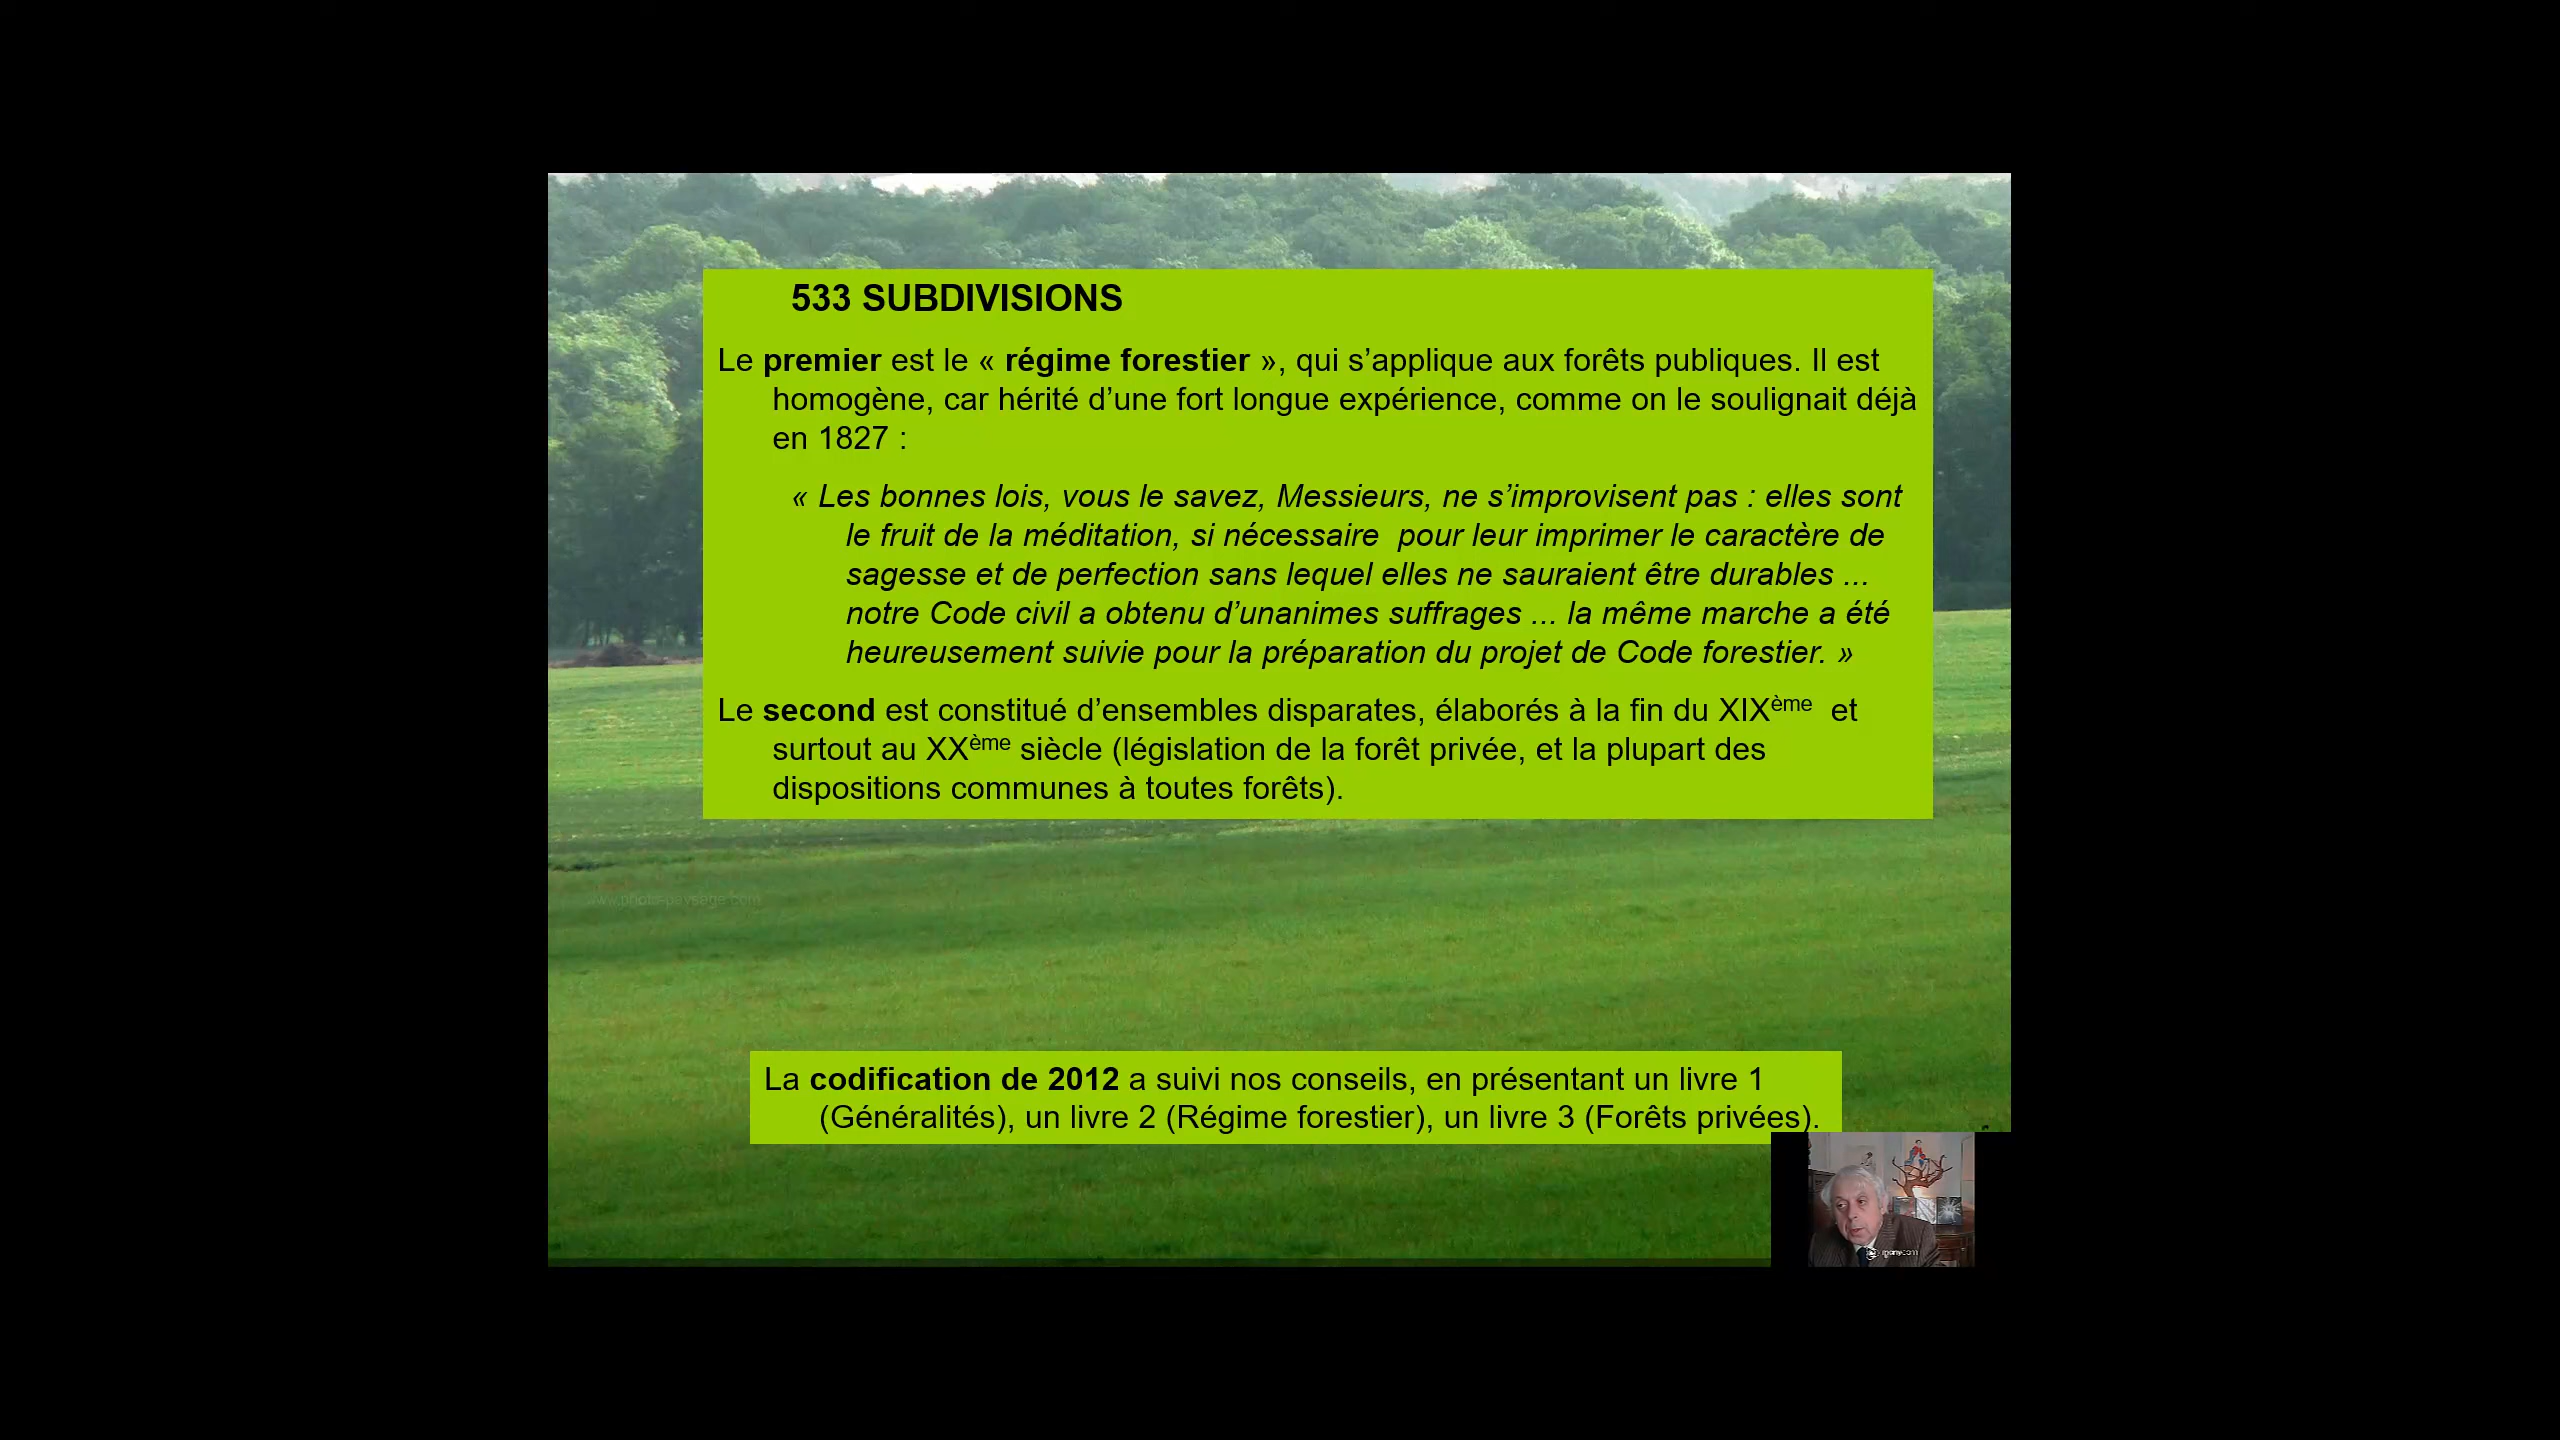 533 SUBDIVISIONS
Le premier est le « régime forestier », qui s’applique aux forêts publiques. Il est
homogène, car hérité d’une fort longue expérience, comme on le soulignait déjà
en 1827 :
« Les bonnes lois, vous le savez, Messieurs, ne s’improvisent pas : elles sont
le fruit de la méditation, si nécessaire  pour leur imprimer le caractère de
sagesse et de perfection sans lequel elles ne sauraient être durables ...
notre Code civil a obtenu d’unanimes suffrages ... la même marche a été
heureusement suivie pour la préparation du projet de Code forestier. »
Le second est constitué d’ensembles disparates, élaborés à la fin du XIXème  et
surtout au XXème siècle (législation de la forêt privée, et la plupart des
dispositions communes à toutes forêts).
www.photo-paysage.com
La codification de 2012 a suivi nos conseils, en présentant un livre 1
(Généralités), un livre 2 (Régime forestier), un livre 3 (Forêts privées).